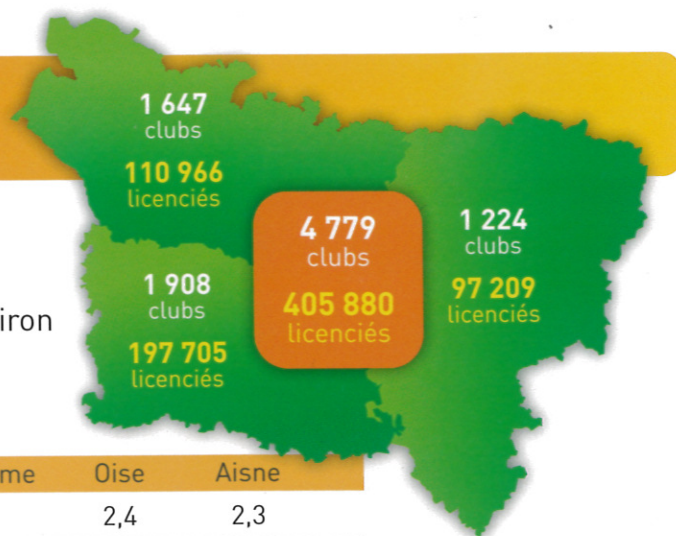 1 647
clubs
110 966
licenciés
4 779
clubs
405 880
licenciés
1 224
clubs
97 209
licenciés
1 908
clubs
197 705
licenciés
iron
me Oise Aisne
2,4 2,3